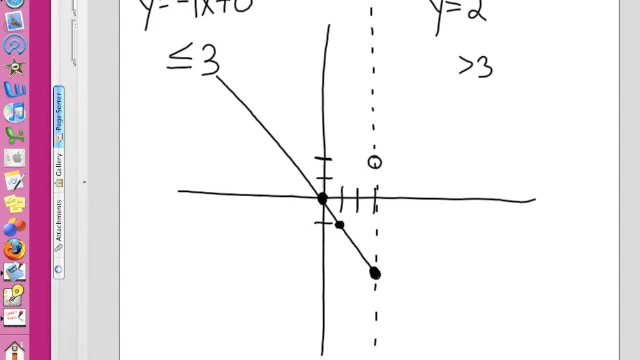 y=-1x+0
y=2
≤3
>3
Page Sorter
Gallery
Attachments